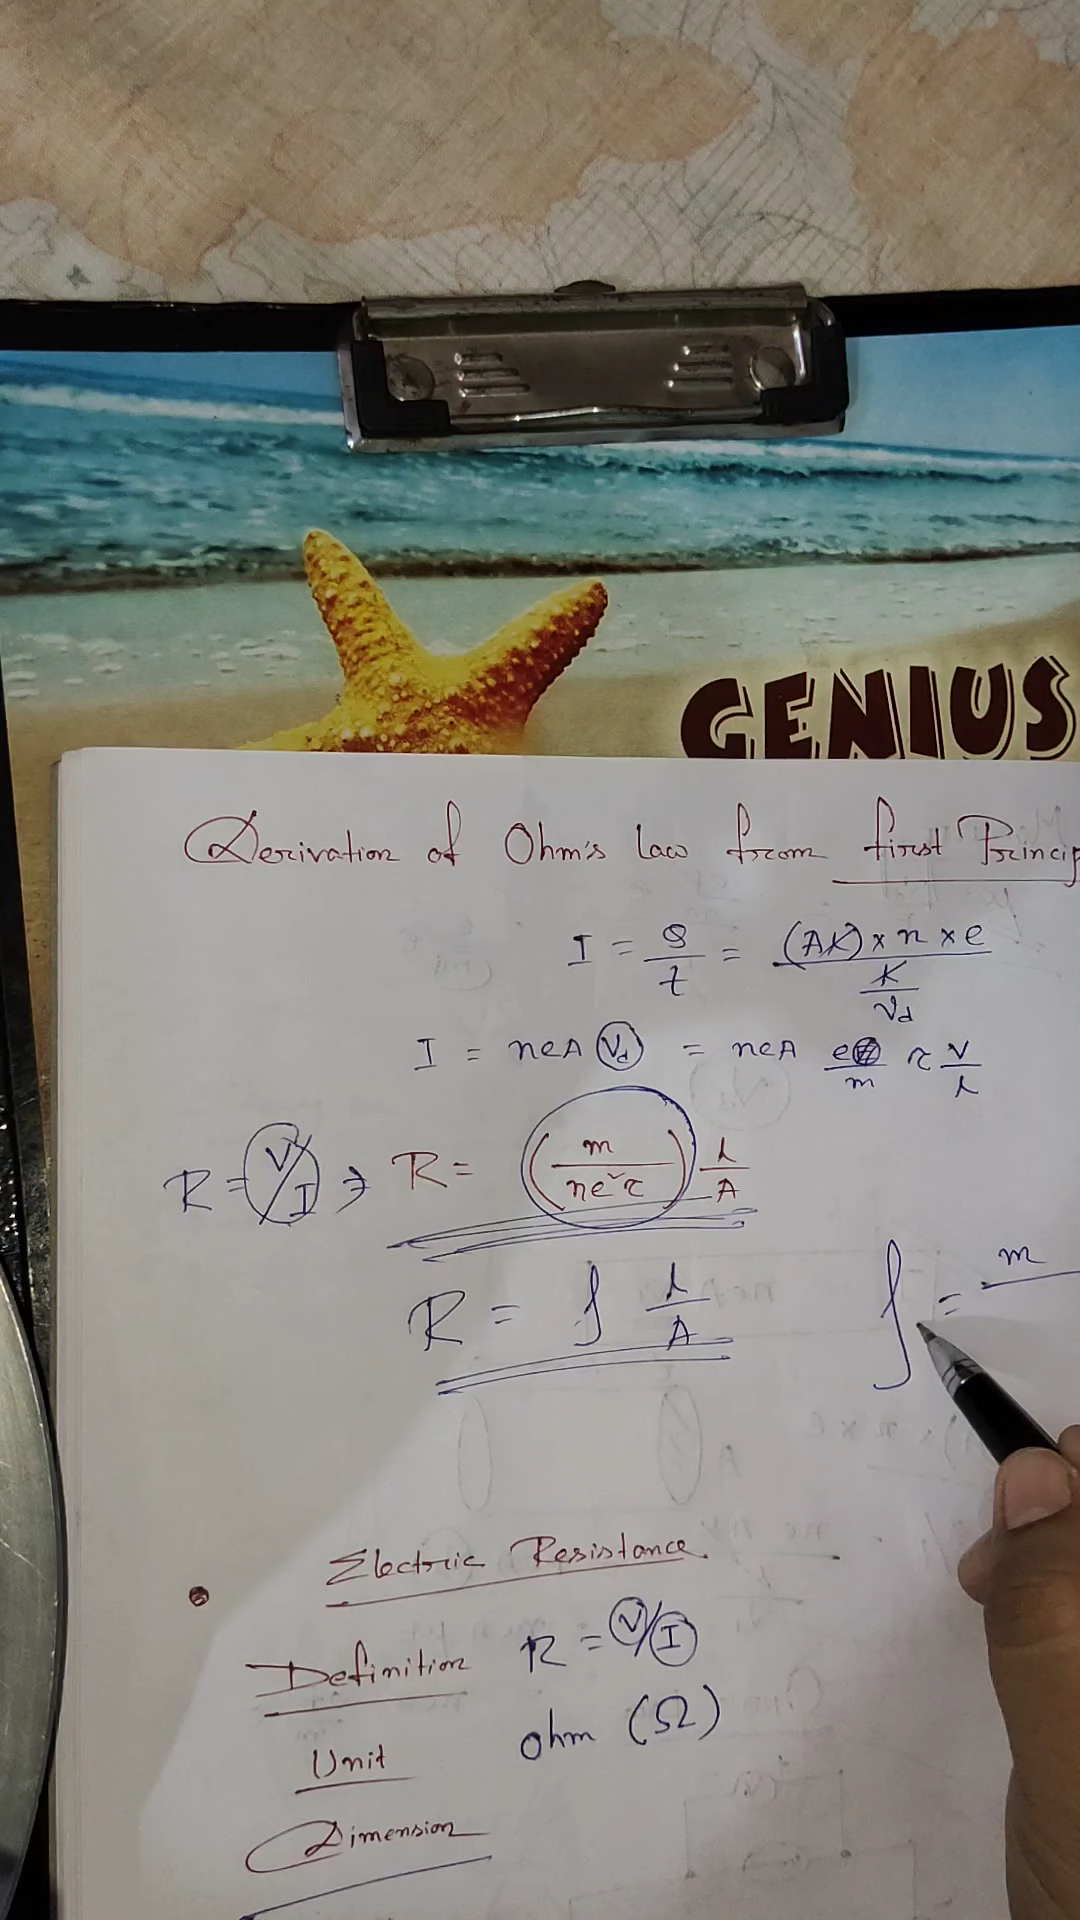 GENIUS
Derivation of Ohm's law from first Princip
I = Q/t = (Al) × n × e / (l/Vd)
I = neA Vd = neA e/m τ V/l
R = V/I ⇒ R = (m/ne²τ) l/A
R = ρ l/A
ρ = m
Electric Resistance
Definition R = V/I
Unit ohm (Ω)
Dimension